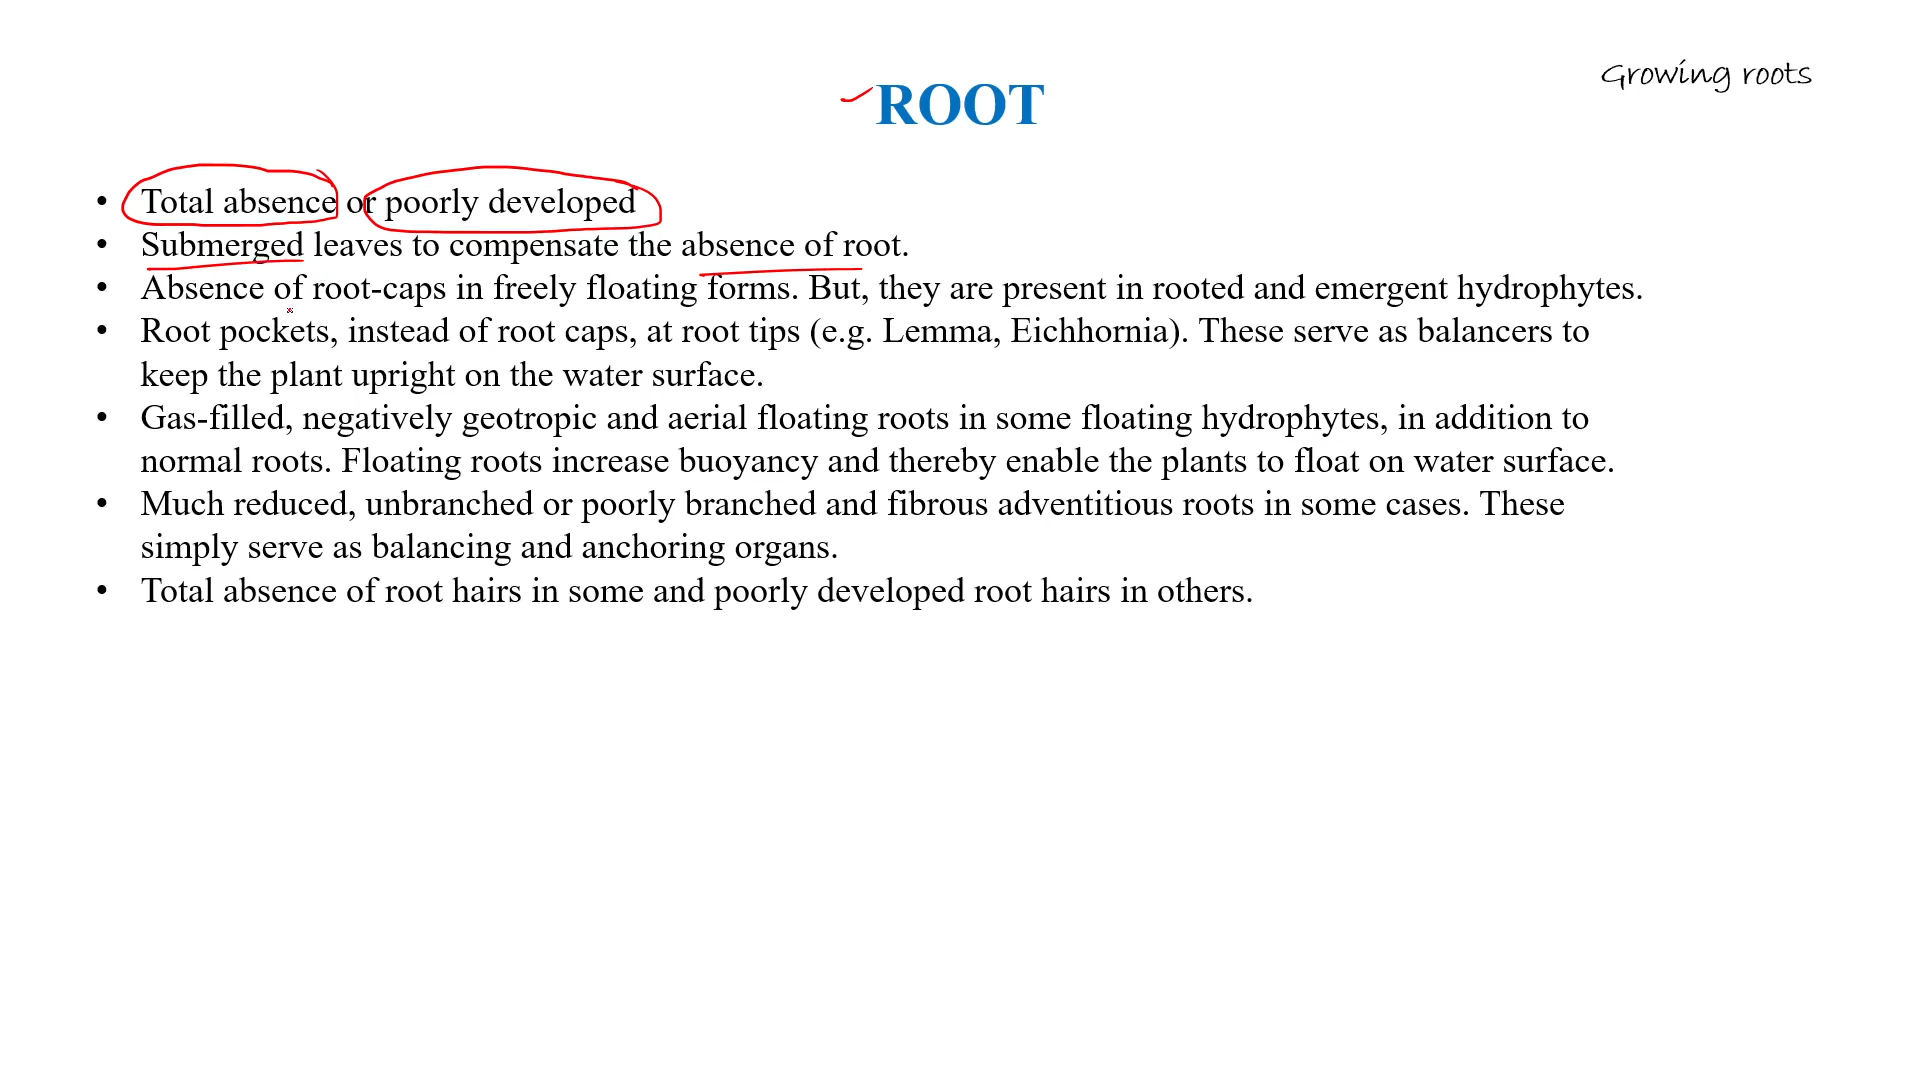 Growing roots
ROOT
• Total absence or poorly developed
• Submerged leaves to compensate the absence of root.
• Absence of root-caps in freely floating forms. But, they are present in rooted and emergent hydrophytes.
• Root pockets, instead of root caps, at root tips (e.g. Lemma, Eichhornia). These serve as balancers to
keep the plant upright on the water surface.
• Gas-filled, negatively geotropic and aerial floating roots in some floating hydrophytes, in addition to
normal roots. Floating roots increase buoyancy and thereby enable the plants to float on water surface.
• Much reduced, unbranched or poorly branched and fibrous adventitious roots in some cases. These
simply serve as balancing and anchoring organs.
• Total absence of root hairs in some and poorly developed root hairs in others.